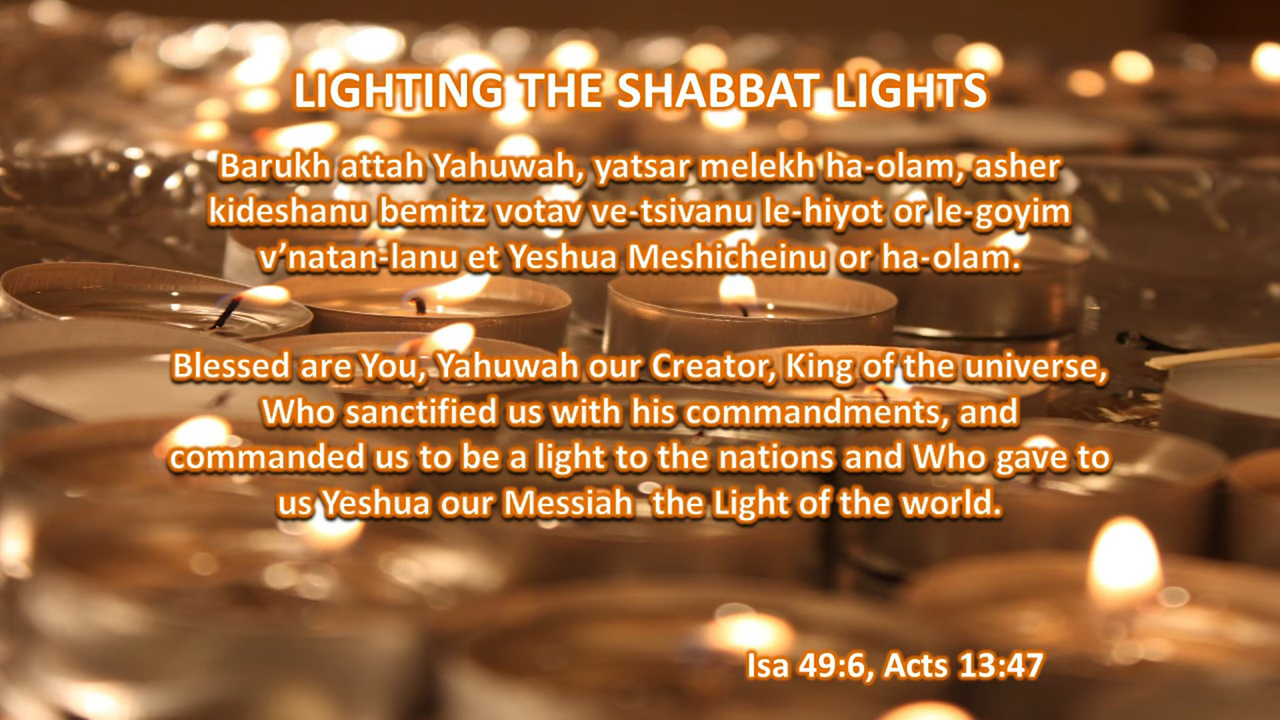 LIGHTING THE SHABBAT LIGHTS
Barukh attah Yahuwah, yatsar melekh ha-olam, asher
kideshanu bemitz votav ve-tsivanu le-hiyot or le-goyim
v’natan-lanu et Yeshua Meshicheinu or ha-olam.
Blessed are You, Yahuwah our Creator, King of the universe,
Who sanctified us with his commandments, and
commanded us to be a light to the nations and Who gave to
us Yeshua our Messiah  the Light of the world.
Isa 49:6, Acts 13:47